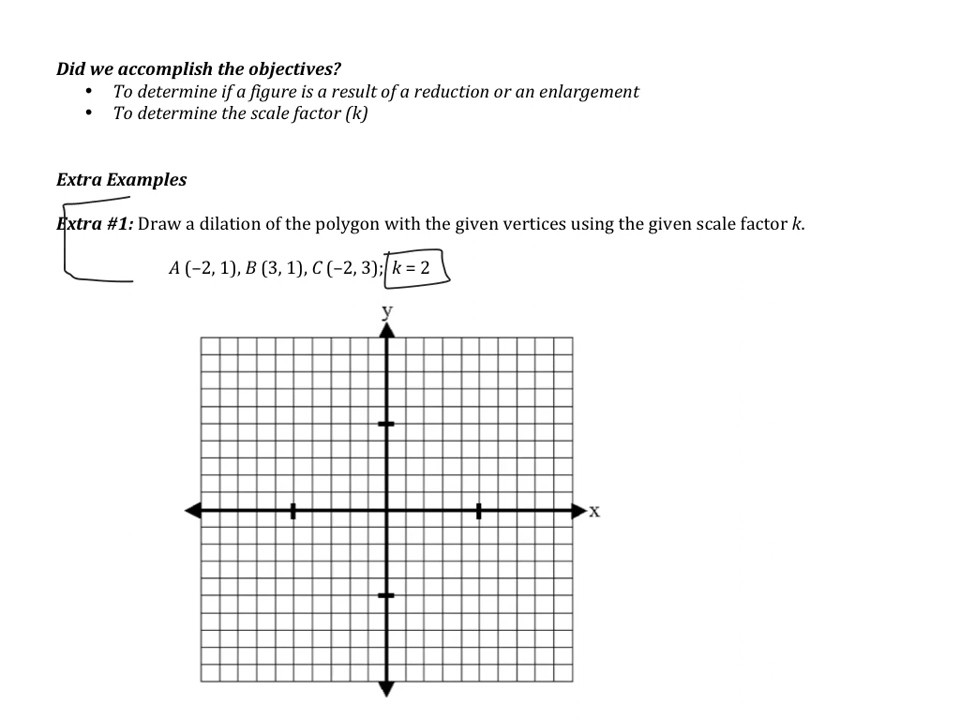 Did we accomplish the objectives?
• To determine if a figure is a result of a reduction or an enlargement
• To determine the scale factor (k)
Extra Examples
Extra #1: Draw a dilation of the polygon with the given vertices using the given scale factor k.
A (−2, 1), B (3, 1), C (−2, 3); k = 2
y
x